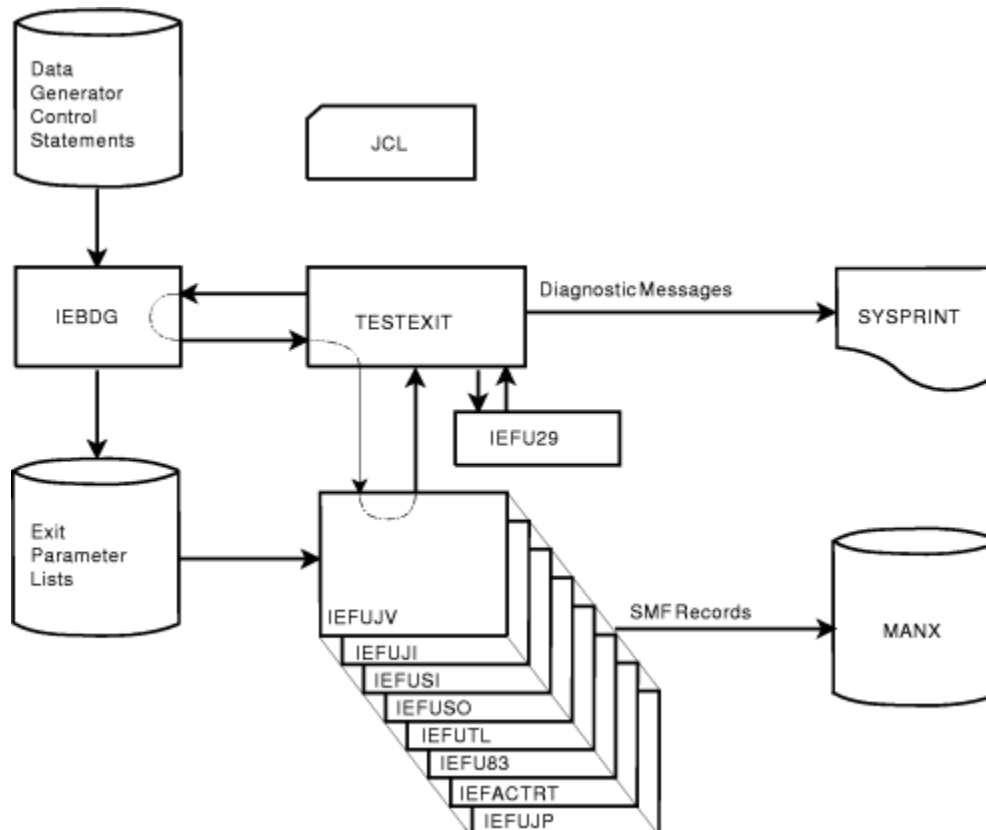 Data
Generator
Control
Statements
JCL
IEBDG
TESTEXIT
Diagnostic Messages
SYSPRINT
IEFU29
Exit
Parameter
Lists
IEFUJV
SMF Records
MANX
IEFUJI
IEFUSI
IEFUSO
IEFUTL
IEFU83
IEFACTRT
IEFUJP